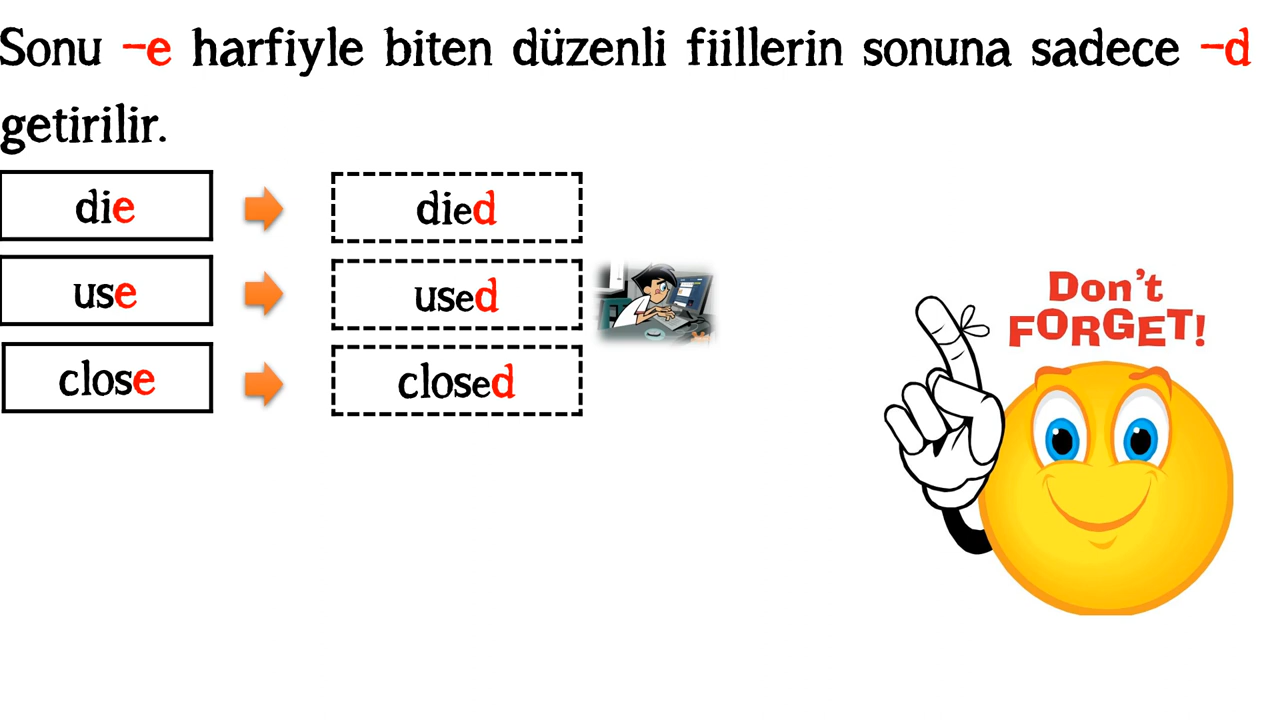 Sonu -e harfiyle biten düzenli fiillerin sonuna sadece -d
getirilir.
die died
use used
close closed
Don't
FORGET!